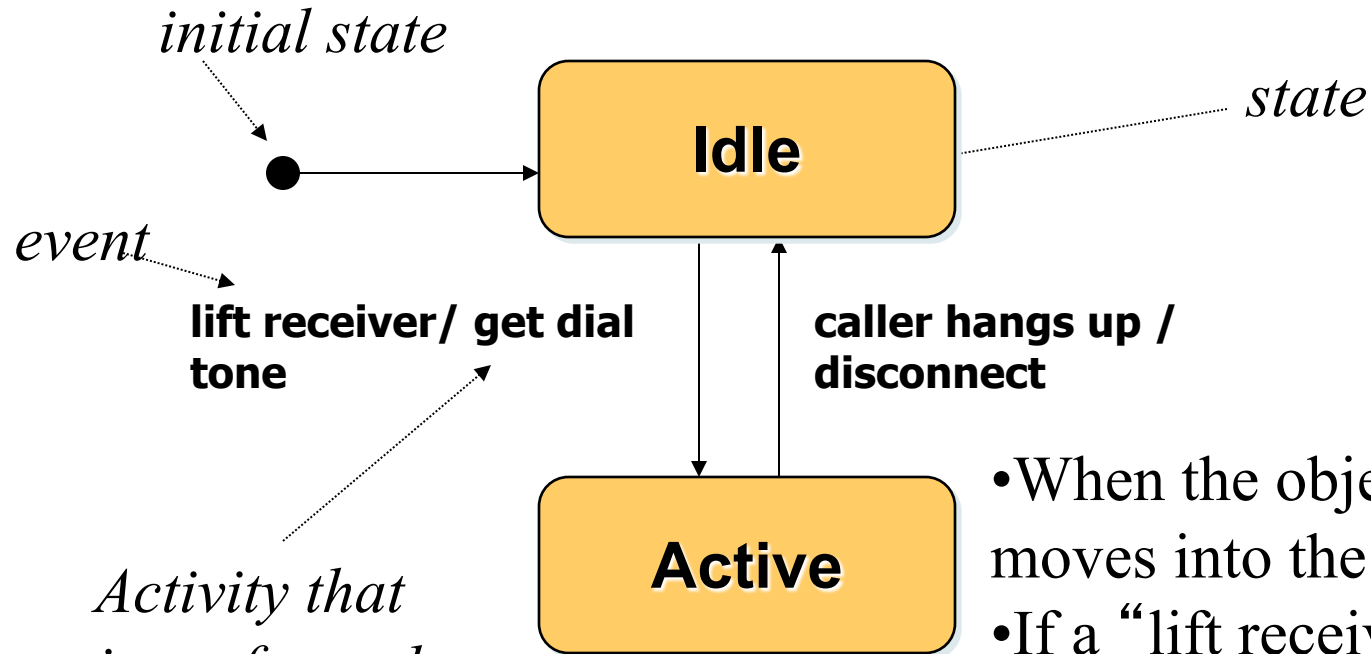 initial state
state
Idle
event
lift receiver/ get dial
tone
caller hangs up /
disconnect
•When the obje
moves into the
•If a “lift receiv
Active
Activity that